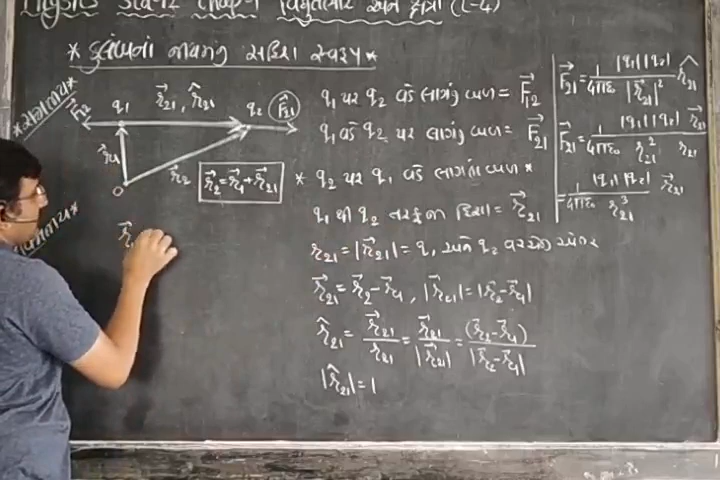 * કુલંબના નિયમનું સદિશ સ્વરૂપ *
q₁ q₂
r⃗₂₁, r̂₂₁
F⃗₁₂ F⃗₂₁
r⃗₁ r⃗₂
O
r⃗₂ = r⃗₁ + r⃗₂₁
q₁ પર q₂ વડે લાગતું બળ = F⃗₁₂
q₁ વડે q₂ પર લાગતું બળ = F⃗₂₁
* q₂ પર q₁ વડે લાગતા બળ *
q₁ થી q₂ તરફની દિશા = r⃗₂₁
r₂₁ = |r⃗₂₁| = q₁ અને q₂ વચ્ચેનું અંતર
r⃗₂₁ = r⃗₂ - r⃗₁, |r⃗₂₁| = |r⃗₂ - r⃗₁|
r̂₂₁ = r⃗₂₁ / r₂₁ = r⃗₂₁ / |r⃗₂₁| = (r⃗₂ - r⃗₁) / |r⃗₂ - r⃗₁|
|r̂₂₁| = 1
F⃗₂₁ = 1/4πε₀ |q₁||q₂| / |r⃗₂₁|² r̂₂₁
F⃗₂₁ = 1/4πε₀ |q₁||q₂| / r₂₁² r⃗₂₁ / r₂₁
= 1/4πε₀ |q₁||q₂| / r₂₁³ r⃗₂₁